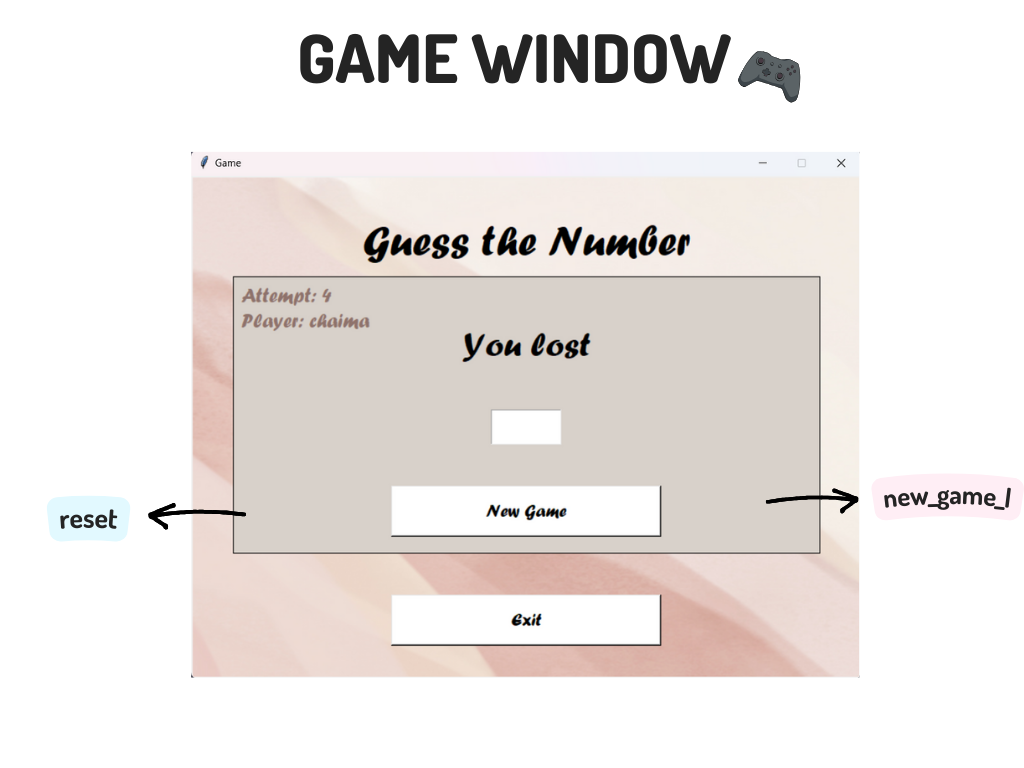 GAME WINDOW
Game
Guess the Number
Attempt: 4
Player: chaima
You lost
New Game
reset
new_game_l
Exit